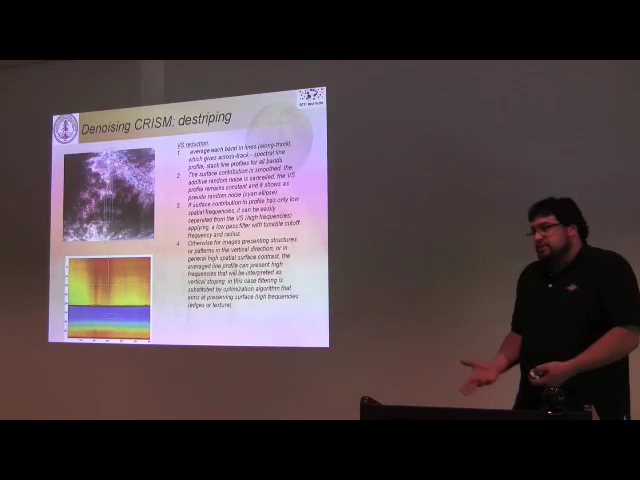 Denoising CRISM: destriping
SETI Institute
VS reduction:
1. average each band in lines (along-track),
which gives across-track - spectral line
profile, stack line profiles for all bands
2. The surface contribution is smoothed, the
additive random noise is cancelled, the VS
profile remains constant and it shows as
pseudo random noise (cyan ellipse).
3. If surface contribution to profile has only low
spatial frequencies, it can be easily
separated from the VS (high frequencies)
applying a low pass filter with tunable cutoff
frequency and radius.
4. Otherwise for images presenting structures
or patterns in the vertical direction, or in
general high spatial surface contrast, the
averaged line profile can present high
frequencies that will be interpreted as
vertical striping: in this case filtering is
substituted by optimization algorithm that
aims at preserving surface high frequencies
(edges or texture).